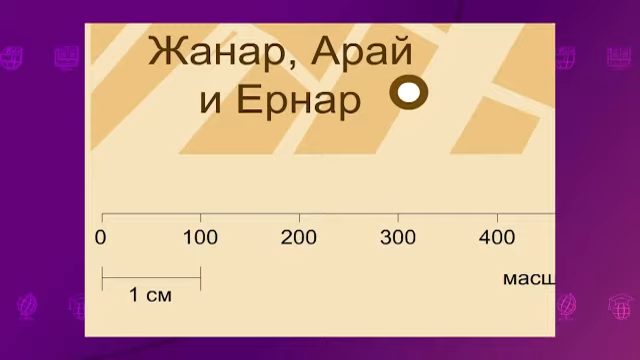 Жанар, Арай
и Ернар
0 100 200 300 400
1 см
масш